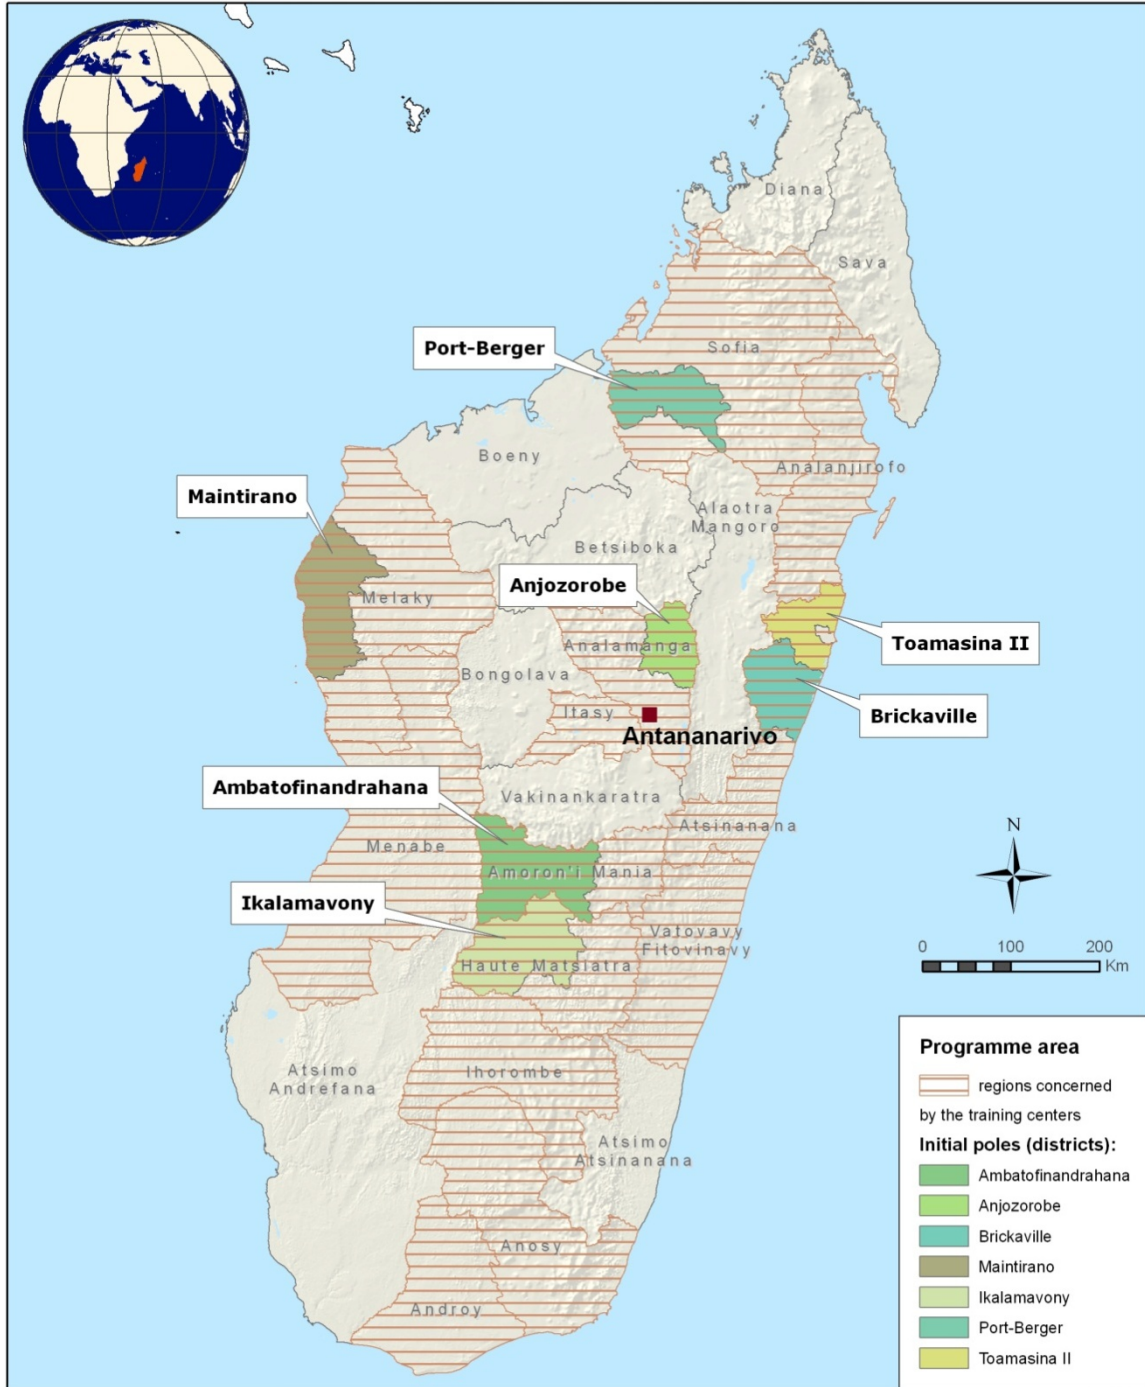 Diana
Sava
Port-Berger
Sofia
Boeny
Analanjirofo
Maintirano
Alaotra
Mangoro
Betsiboka
Anjozorobe
Melaky
Toamasina II
Analamanga
Bongolava
Itasy
Brickaville
Antananarivo
Ambatofinandrahana
Vakinankaratra
Atsinanana
Menabe
Amoron'i Mania
Ikalamavony
Vatovavy
Fitovinavy
Haute Matsiatra
N
0 100 200
Km
Atsimo
Andrefana
Ihorombe
Atsimo
Atsinanana
Anosy
Androy
Programme area
regions concerned
by the training centers
Initial poles (districts):
Ambatofinandrahana
Anjozorobe
Brickaville
Maintirano
Ikalamavony
Port-Berger
Toamasina II